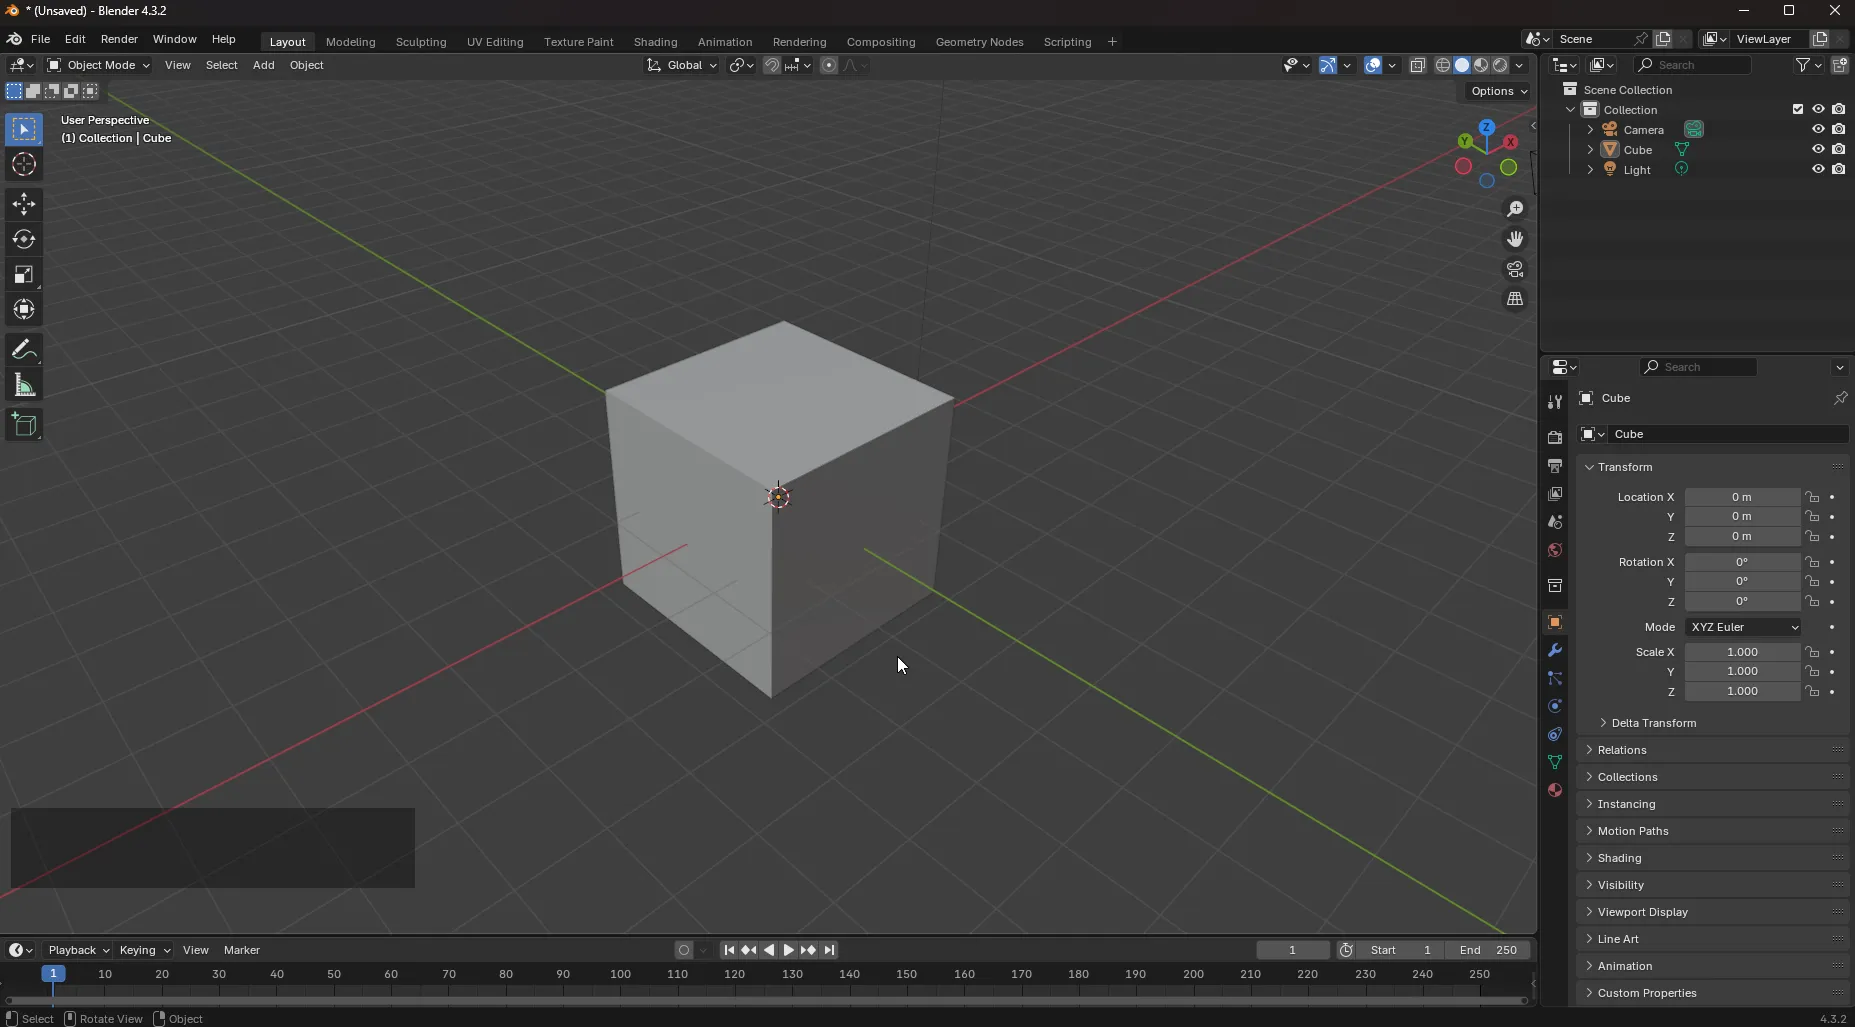 * (Unsaved) - Blender 4.3.2
File Edit Render Window Help Layout Modeling Sculpting UV Editing Texture Paint Shading Animation Rendering Compositing Geometry Nodes Scripting + Scene ViewLayer
Object Mode View Select Add Object Global Search
Options
User Perspective
(1) Collection | Cube
Z
Y X
Scene Collection
Collection
Camera
Cube
Light
Search
Cube
Cube
Transform
Location X 0 m
Y 0 m
Z 0 m
Rotation X 0°
Y 0°
Z 0°
Mode XYZ Euler
Scale X 1.000
Y 1.000
Z 1.000
Delta Transform
Relations
Collections
Instancing
Motion Paths
Shading
Visibility
Viewport Display
Line Art
Animation
Custom Properties
Playback Keying View Marker 1 Start 1 End 250
1 10 20 30 40 50 60 70 80 90 100 110 120 130 140 150 160 170 180 190 200 210 220 230 240 250
Select Rotate View Object 4.3.2